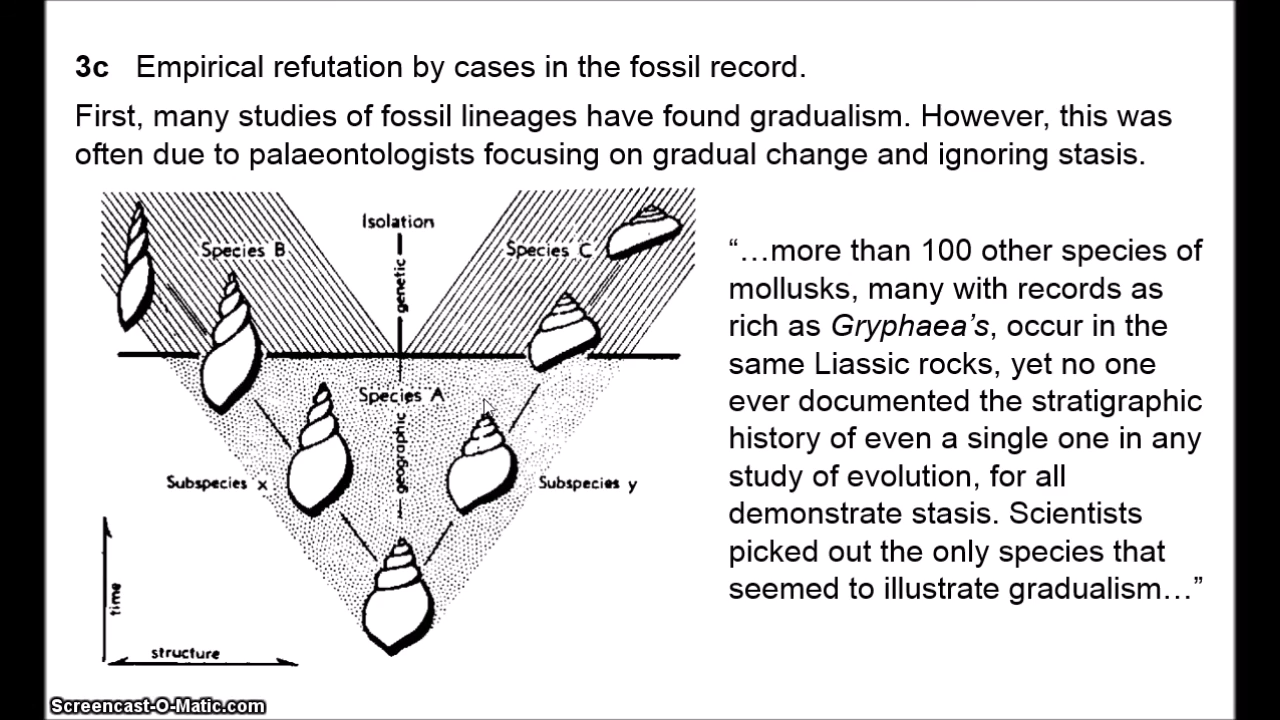 3c Empirical refutation by cases in the fossil record.
First, many studies of fossil lineages have found gradualism. However, this was
often due to palaeontologists focusing on gradual change and ignoring stasis.
Isolation
Species B
Species C
genetic
Species A
geographic
Subspecies x
Subspecies y
time
structure
“…more than 100 other species of
mollusks, many with records as
rich as Gryphaea’s, occur in the
same Liassic rocks, yet no one
ever documented the stratigraphic
history of even a single one in any
study of evolution, for all
demonstrate stasis. Scientists
picked out the only species that
seemed to illustrate gradualism…”
Screencast-O-Matic.com